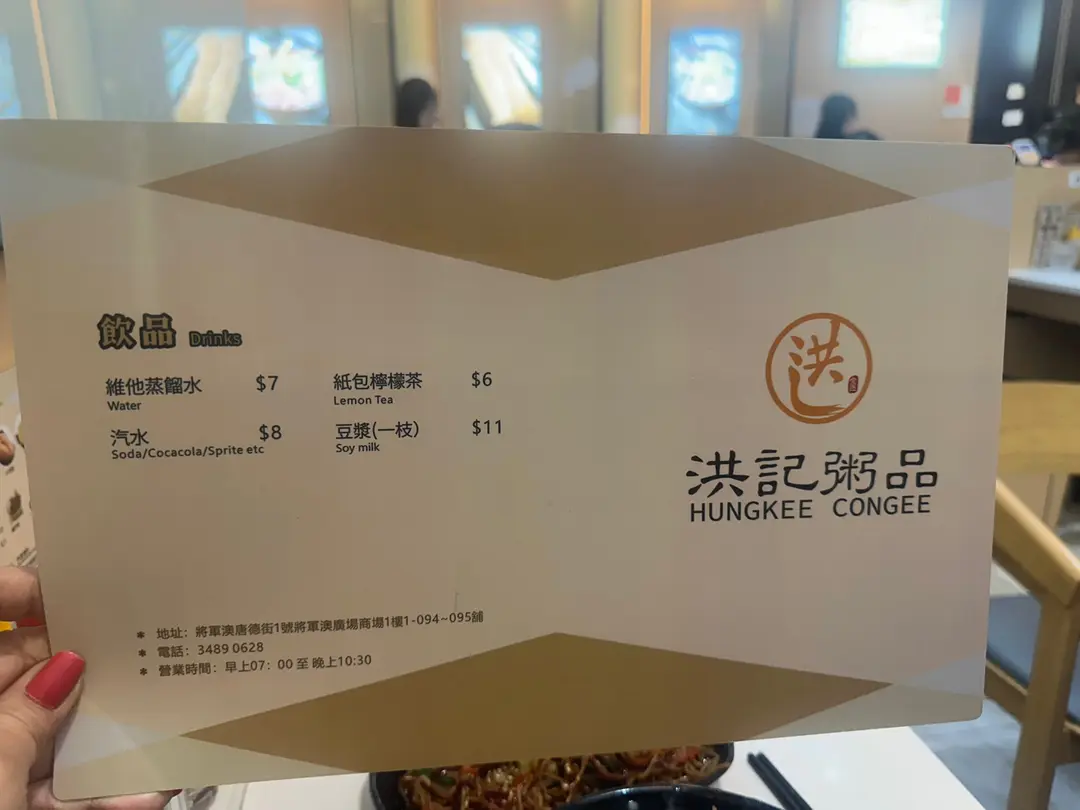 飲品 Drinks
維他蒸餾水 $7
Water
紙包檸檬茶 $6
Lemon Tea
汽水 $8
Soda/Cocacola/Sprite etc
豆漿(一枝) $11
Soy milk
洪
洪記粥品
HUNGKEE CONGEE
* 地址：將軍澳唐德街1號將軍澳廣場商場1樓1-094~095舖
* 電話：3489 0628
* 營業時間：早上07：00 至 晚上10:30